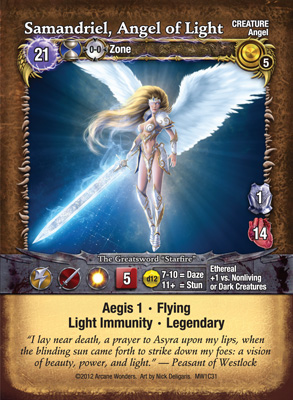 Samandriel, Angel of Light
CREATURE
Angel
21
0-0 Zone
5
1
14
The Greatsword "Starfire"
5
d12
7-10 = Daze
11+ = Stun
Ethereal
+1 vs. Nonliving
or Dark Creatures
Aegis 1 • Flying
Light Immunity • Legendary
"I lay near death, a prayer to Asyra upon my lips, when
the blinding sun came forth to strike down my foes: a vision
of beauty, power, and light." — Peasant of Westlock
©2012 Arcane Wonders. Art by Nick Deligaris. MW1C31